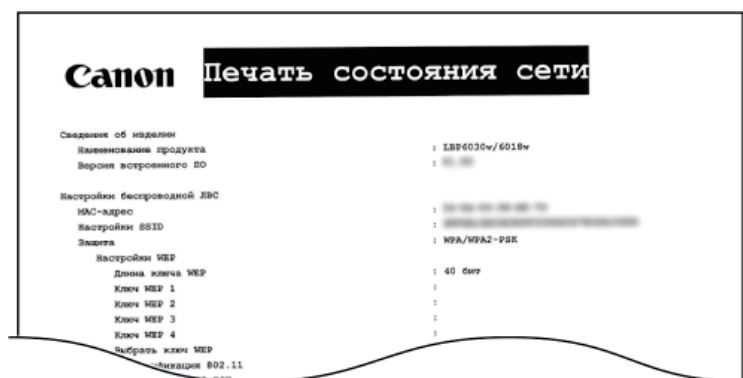 Canon Печать состояния сети
Сведения об изделии
Наименование продукта : LBP6030w/6018w
Версия встроенного ПО :
Настройки беспроводной ЛВС
MAC-адрес :
Настройки SSID :
Защита : WPA/WPA2-PSK
Настройки WEP
Длина ключа WEP : 40 бит
Ключ WEP 1 :
Ключ WEP 2 :
Ключ WEP 3 :
Ключ WEP 4 :
Выбрать ключ WEP
802.11